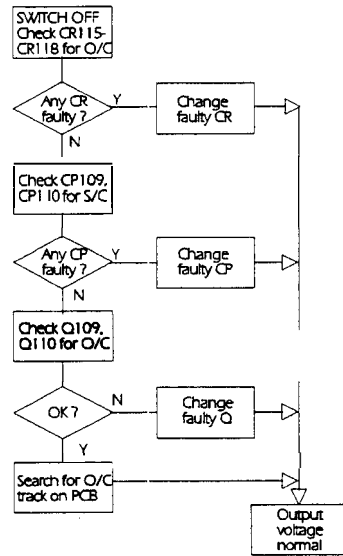 SWITCH OFF
Check CR115-
CR118 for O/C
Any CR
faulty ?
Y
Change
faulty CR
N
Check CP109,
CP110 for S/C
Any CP
faulty ?
Y
Change
faulty CP
N
Check Q109,
Q110 for O/C
OK ?
N
Change
faulty Q
Y
Search for O/C
track on PCB
Output
voltage
normal